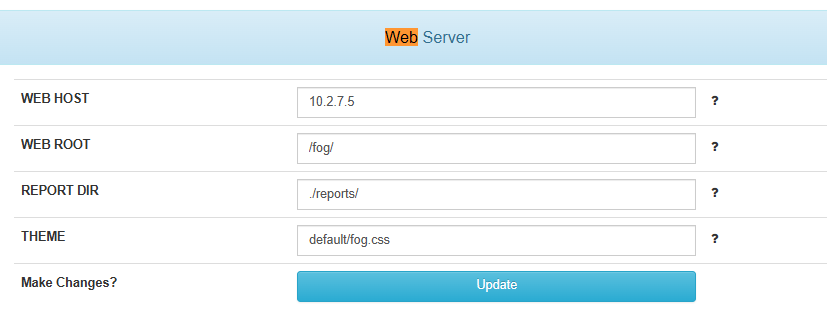 Web Server
WEB HOST
10.2.7.5
?
WEB ROOT
/fog/
?
REPORT DIR
./reports/
?
THEME
default/fog.css
?
Make Changes?
Update